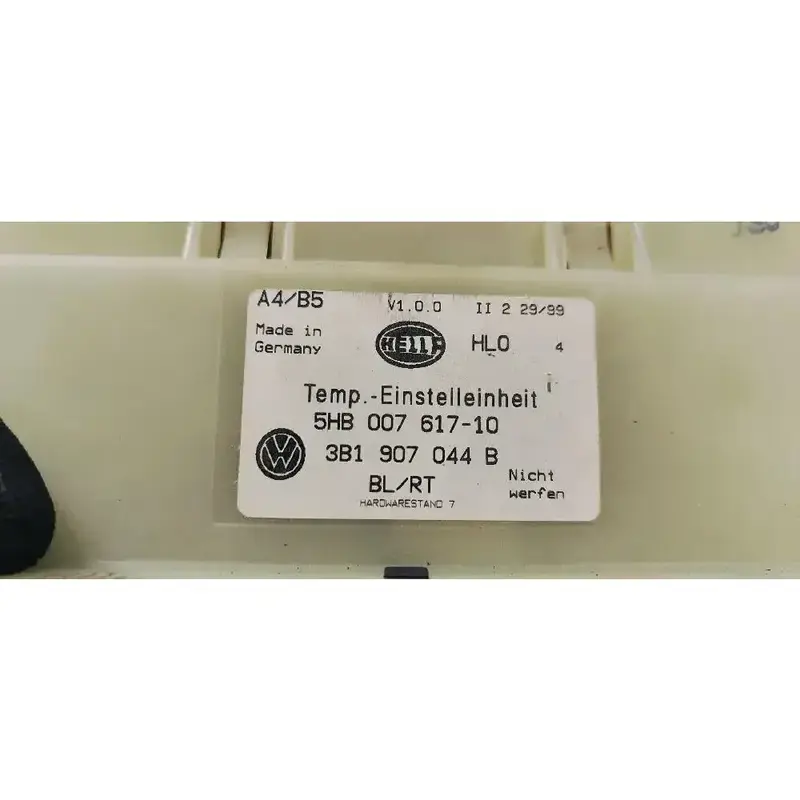 A4/B5 V1.0.0 II 2 29/99
Made in
Germany
HELLA HLO 4
Temp.-Einstelleinheit
5HB 007 617-10
VW 3B1 907 044 B
BL/RT
Nicht
werfen
HARDWARESTAND 7